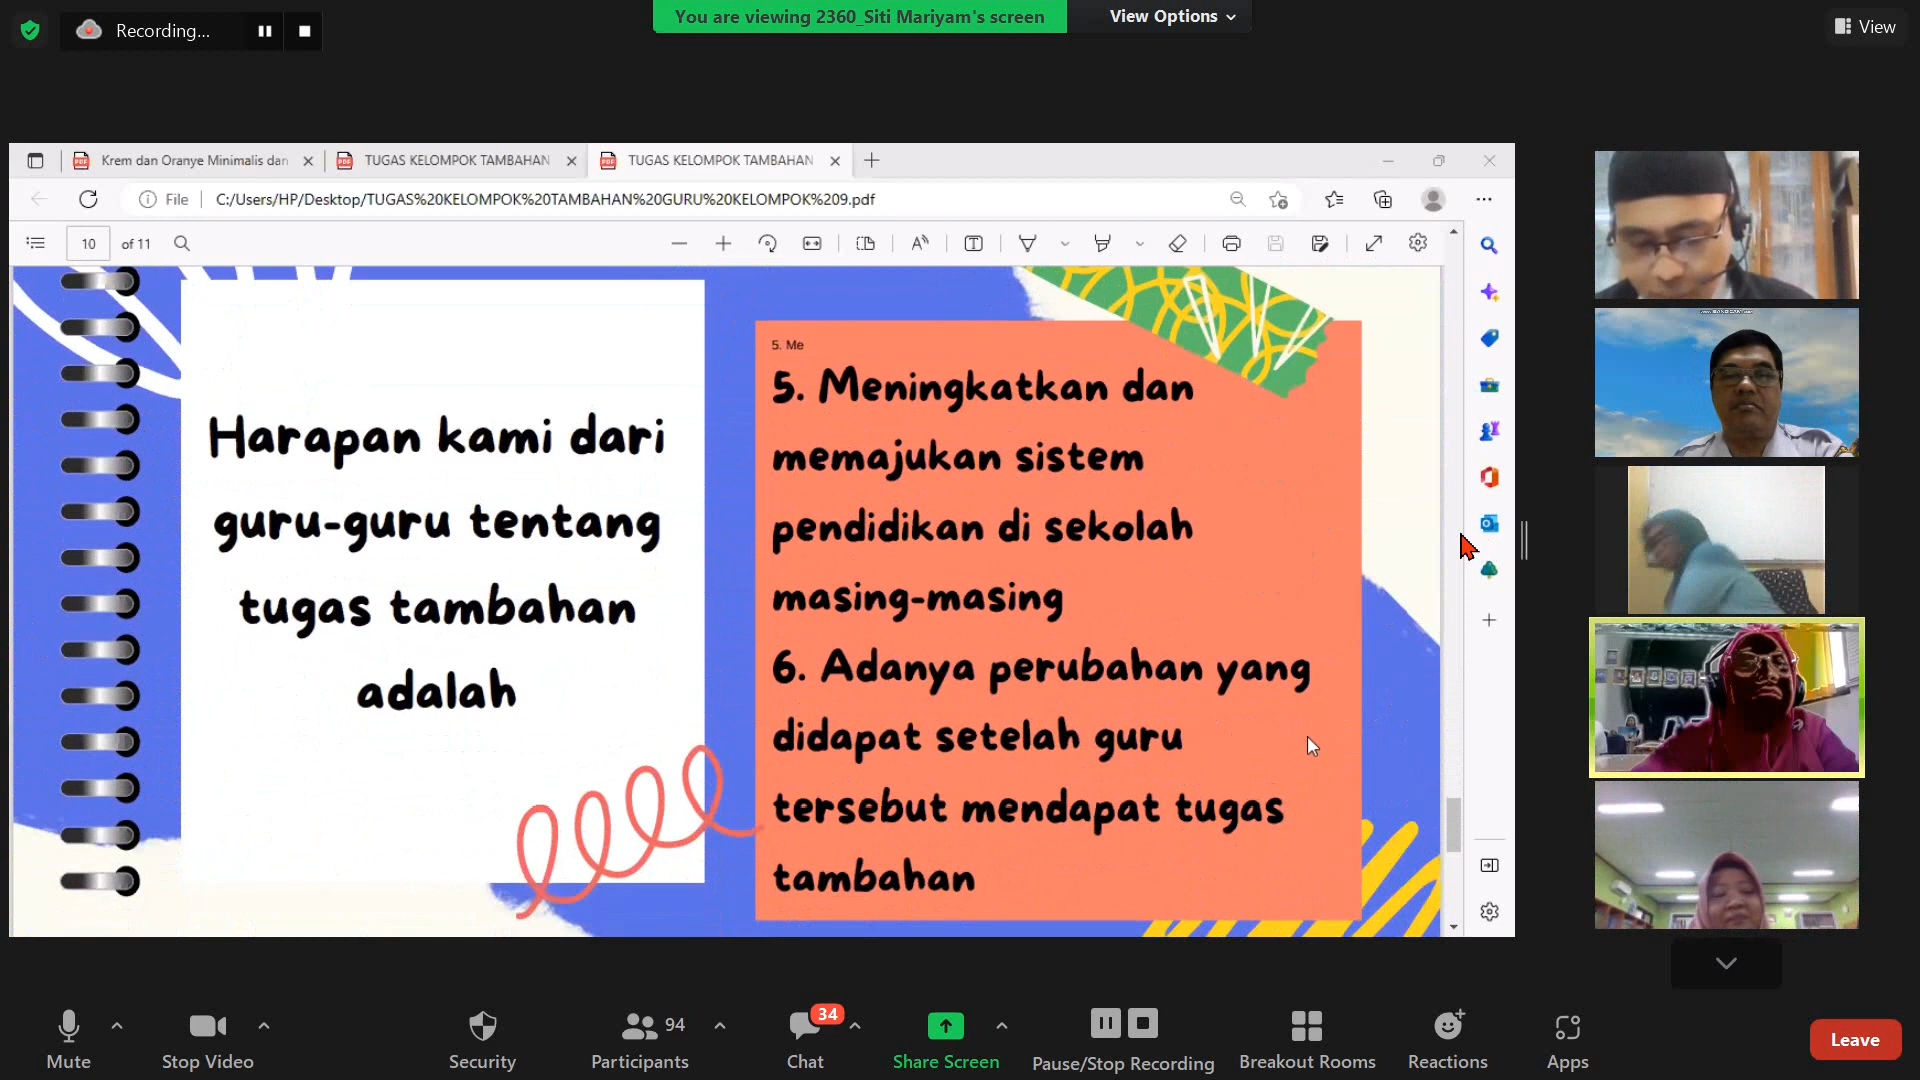 Recording...
You are viewing 2360_Siti Mariyam's screen
View Options
View
Krem dan Oranye Minimalis dan
TUGAS KELOMPOK TAMBAHAN
TUGAS KELOMPOK TAMBAHAN
File
C:/Users/HP/Desktop/TUGAS%20KELOMPOK%20TAMBAHAN%20GURU%20KELOMPOK%209.pdf
10 of 11
Harapan kami dari
guru-guru tentang
tugas tambahan
adalah
5. Me
5. Meningkatkan dan
memajukan sistem
pendidikan di sekolah
masing-masing
6. Adanya perubahan yang
didapat setelah guru
tersebut mendapat tugas
tambahan
Mute
Stop Video
Security
94
Participants
34
Chat
Share Screen
Pause/Stop Recording
Breakout Rooms
Reactions
Apps
Leave